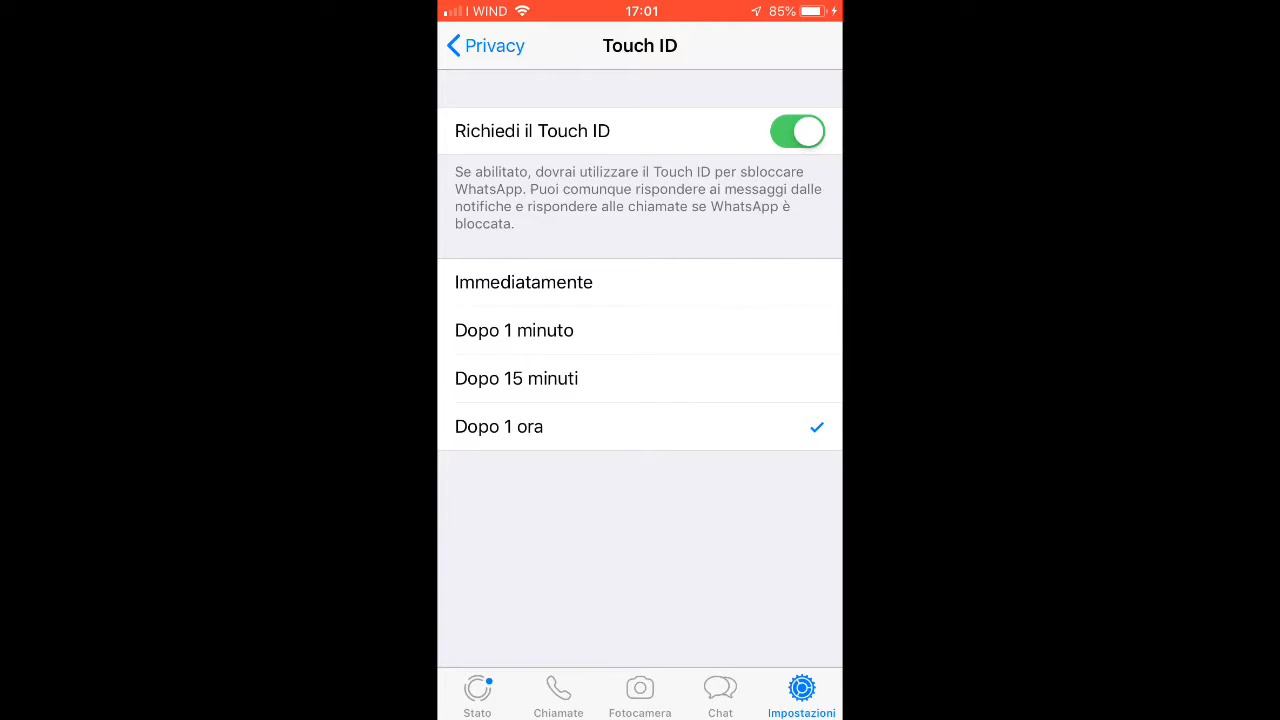 I WIND 17:01 85%
Privacy Touch ID
Richiedi il Touch ID
Se abilitato, dovrai utilizzare il Touch ID per sbloccare
WhatsApp. Puoi comunque rispondere ai messaggi dalle
notifiche e rispondere alle chiamate se WhatsApp è
bloccata.
Immediatamente
Dopo 1 minuto
Dopo 15 minuti
Dopo 1 ora
Stato Chiamate Fotocamera Chat Impostazioni